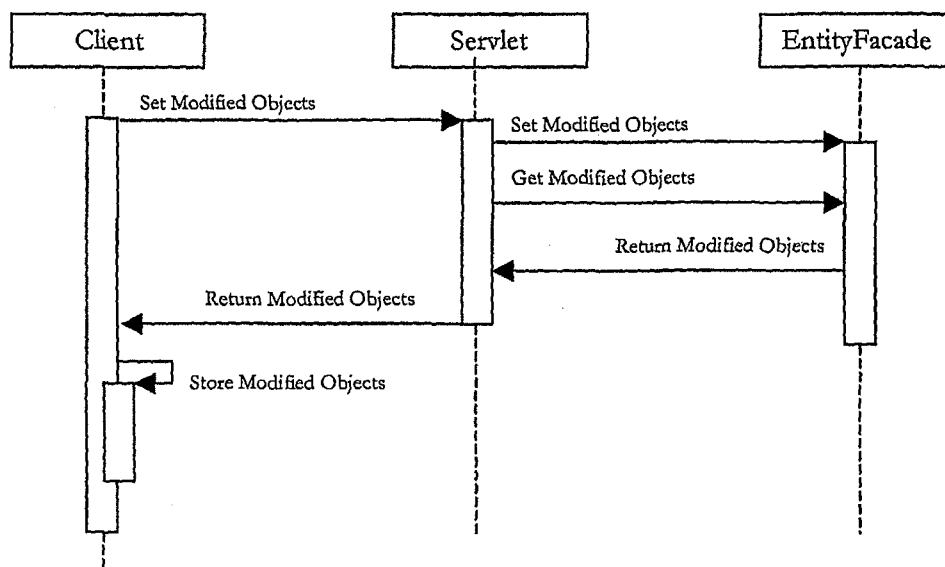 Client
Servlet
EntityFacade
Set Modified Objects
Set Modified Objects
Get Modified Objects
Return Modified Objects
Return Modified Objects
Store Modified Objects